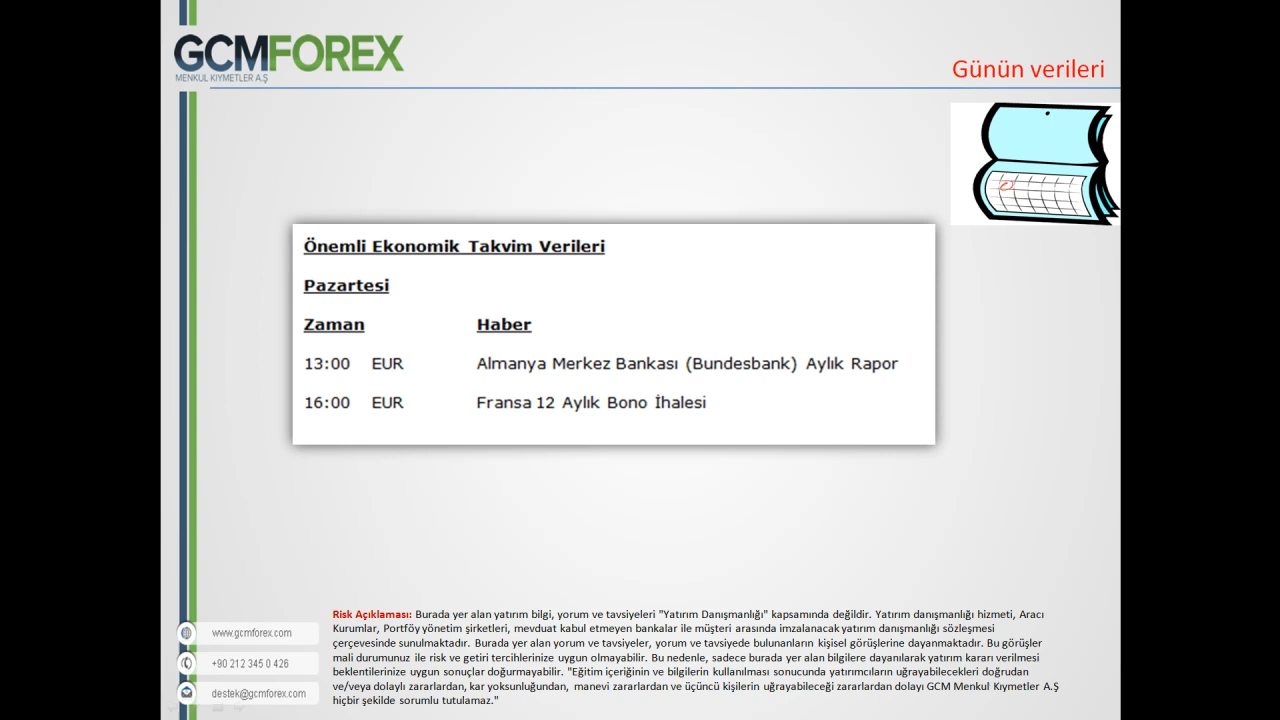 GCMFOREX
MENKUL KIYMETLER A.Ş
Günün verileri
Önemli Ekonomik Takvim Verileri
Pazartesi
Zaman Haber
13:00 EUR Almanya Merkez Bankası (Bundesbank) Aylık Rapor
16:00 EUR Fransa 12 Aylık Bono İhalesi
www.gcmforex.com
+90 212 345 0 426
destek@gcmforex.com
Risk Açıklaması: Burada yer alan yatırım bilgi, yorum ve tavsiyeleri "Yatırım Danışmanlığı" kapsamında değildir. Yatırım danışmanlığı hizmeti, Aracı
Kurumlar, Portföy yönetim şirketleri, mevduat kabul etmeyen bankalar ile müşteri arasında imzalanacak yatırım danışmanlığı sözleşmesi
çerçevesinde sunulmaktadır. Burada yer alan yorum ve tavsiyeler, yorum ve tavsiyede bulunanların kişisel görüşlerine dayanmaktadır. Bu görüşler
mali durumunuz ile risk ve getiri tercihlerinize uygun olmayabilir. Bu nedenle, sadece burada yer alan bilgilere dayanılarak yatırım kararı verilmesi
beklentilerinize uygun sonuçlar doğurmayabilir. "Eğitim içeriğinin ve bilgilerin kullanılması sonucunda yatırımcıların uğrayabilecekleri doğrudan
ve/veya dolaylı zararlardan, kar yoksunluğundan, manevi zararlardan ve üçüncü kişilerin uğrayabileceği zararlardan dolayı GCM Menkul Kıymetler A.Ş
hiçbir şekilde sorumlu tutulamaz."